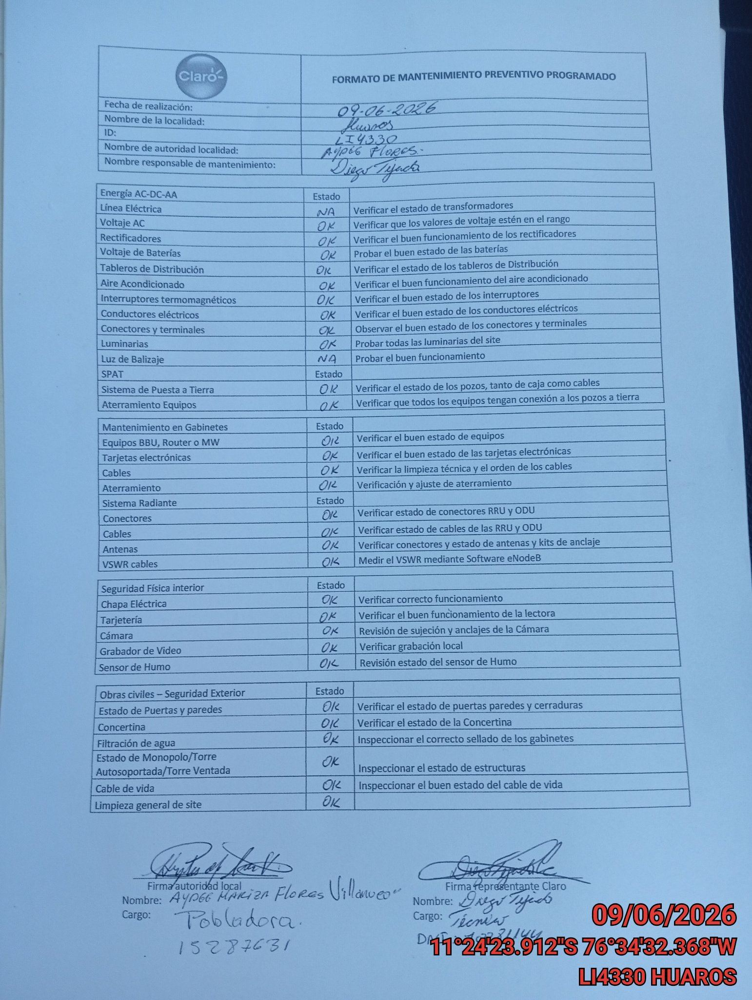 Claro
FORMATO DE MANTENIMIENTO PREVENTIVO PROGRAMADO
Fecha de realización: 09-06-2026
Nombre de la localidad: Huaros
ID: LI4330
Nombre de autoridad localidad: AYDEE FLORES.-
Nombre responsable de mantenimiento: Diego Tejada
Energía AC-DC-AA Estado
Línea Eléctrica NA Verificar el estado de transformadores
Voltaje AC OK Verificar que los valores de voltaje estén en el rango
Rectificadores OK Verificar el buen funcionamiento de los rectificadores
Voltaje de Baterías OK Probar el buen estado de las baterías
Tableros de Distribución OK Verificar el estado de los tableros de Distribución
Aire Acondicionado OK Verificar el buen funcionamiento del aire acondicionado
Interruptores termomagnéticos OK Verificar el buen estado de los interruptores
Conductores eléctricos OK Verificar el buen estado de los conductores eléctricos
Conectores y terminales OK Observar el buen estado de los conectores y terminales
Luminarias OK Probar todas las luminarias del site
Luz de Balizaje NA Probar el buen funcionamiento
SPAT Estado
Sistema de Puesta a Tierra OK Verificar el estado de los pozos, tanto de caja como cables
Aterramiento Equipos OK Verificar que todos los equipos tengan conexión a los pozos a tierra
Mantenimiento en Gabinetes Estado
Equipos BBU, Router o MW OK Verificar el buen estado de equipos
Tarjetas electrónicas OK Verificar el buen estado de las tarjetas electrónicas
Cables OK Verificar la limpieza técnica y el orden de los cables
Aterramiento OK Verificación y ajuste de aterramiento
Sistema Radiante Estado
Conectores OK Verificar estado de conectores RRU y ODU
Cables OK Verificar estado de cables de las RRU y ODU
Antenas OK Verificar conectores y estado de antenas y kits de anclaje
VSWR cables OK Medir el VSWR mediante Software eNodeB
Seguridad Física interior Estado
Chapa Eléctrica OK Verificar correcto funcionamiento
Tarjetería OK Verificar el buen funcionamiento de la lectora
Cámara OK Revisión de sujeción y anclajes de la Cámara
Grabador de Video OK Verificar grabación local
Sensor de Humo OK Revisión estado del sensor de Humo
Obras civiles – Seguridad Exterior Estado
Estado de Puertas y paredes OK Verificar el estado de puertas paredes y cerraduras
Concertina OK Verificar el estado de la Concertina
Filtración de agua OK Inspeccionar el correcto sellado de los gabinetes
Estado de Monopolo/Torre
Autosoportada/Torre Ventada OK Inspeccionar el estado de estructuras
Cable de vida OK Inspeccionar el buen estado del cable de vida
Limpieza general de site OK
Firma autoridad local
Nombre: AYDEE MARIZA FLORES Villanueva
Cargo: Pobladora.
15287631
Firma representante Claro
Nombre: Diego Tejada
Cargo: Técnico
DNI:
09/06/2026
11°24'23.912"S 76°34'32.368"W
LI4330 HUAROS